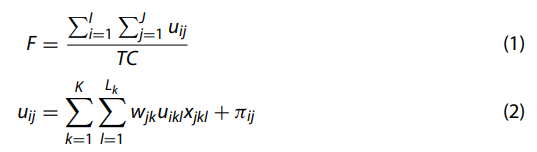 F = \frac{\sum_{i=1}^{I} \sum_{j=1}^{J} u_{ij}}{TC} (1)
u_{ij} = \sum_{k=1}^{K} \sum_{l=1}^{L_k} w_{jk} u_{ikl} x_{jkl} + \pi_{ij} (2)